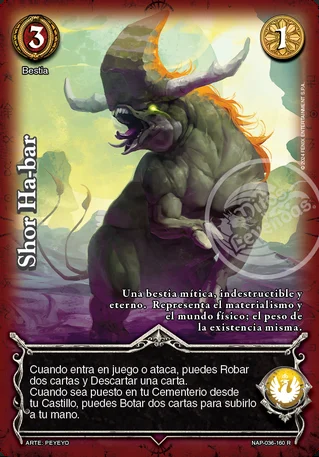 3
1
Bestia
Shor Ha-bar
© 2024 FENIX ENTERTAINMENT S.P.A.
Una bestia mítica, indestructible y
eterno. Representa el materialismo y
el mundo físico; el peso de
la existencia misma.
Cuando entra en juego o ataca, puedes Robar
dos cartas y Descartar una carta.
Cuando sea puesto en tu Cementerio desde
tu Castillo, puedes Botar dos cartas para subirlo
a tu mano.
ARTE: PEYEYO
NAP-036-160 R